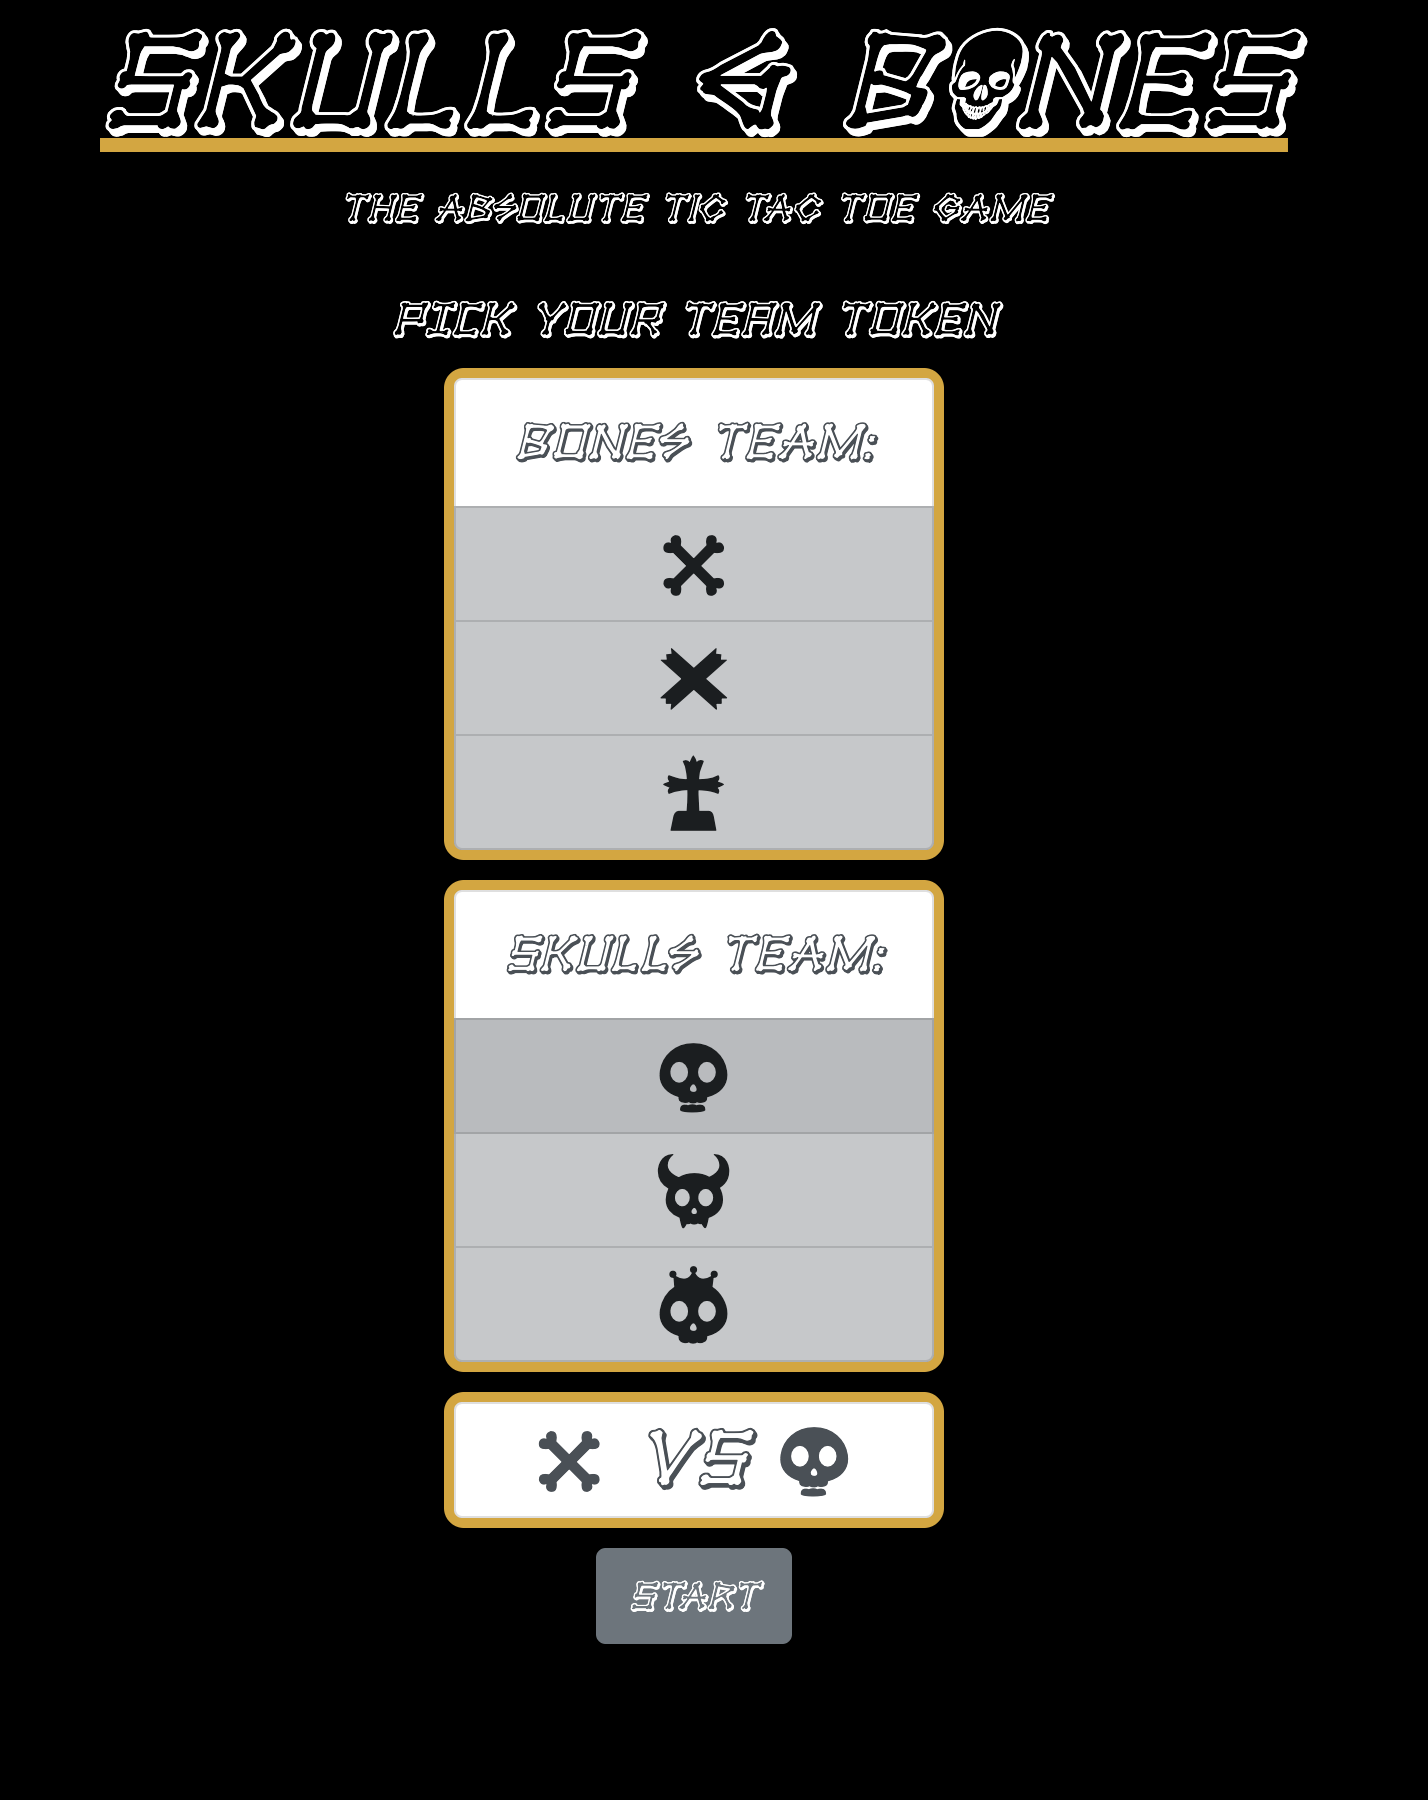 SKULLS & BONES
THE ABSOLUTE TIC TAC TOE GAME
PICK YOUR TEAM TOKEN
BONES TEAM:
SKULLS TEAM:
VS
START